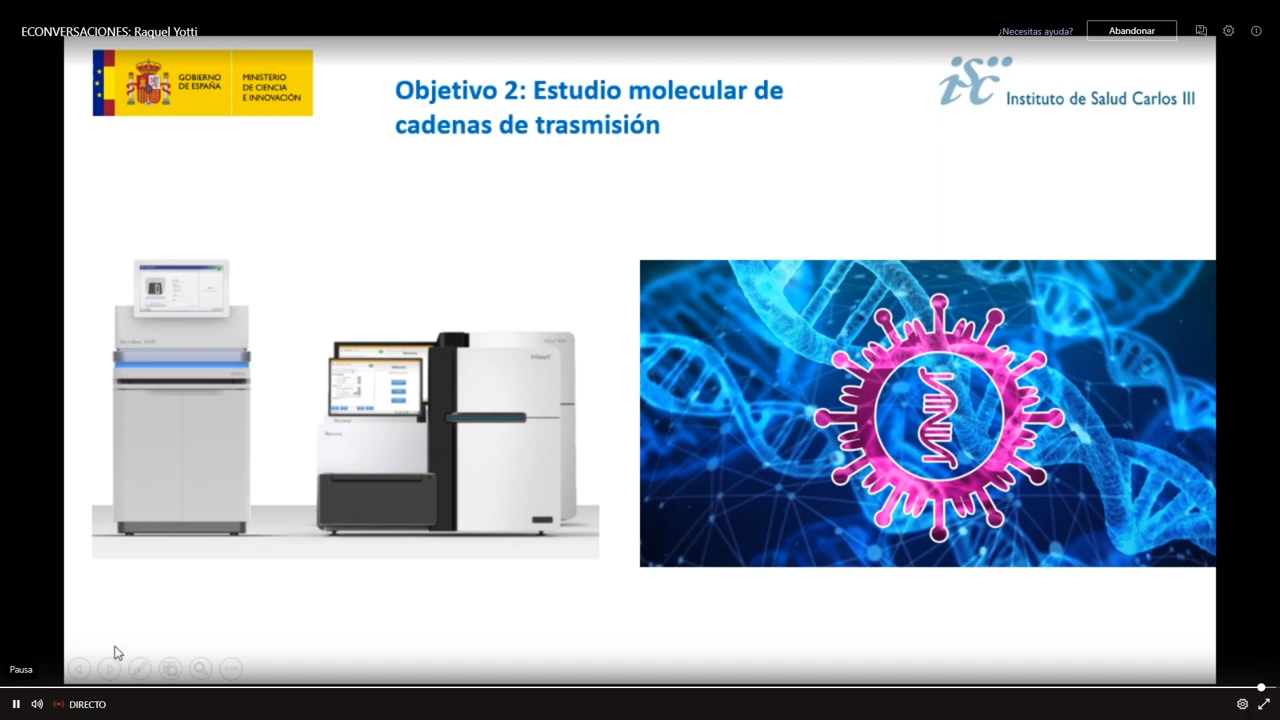 ECONVERSACIONES: Raquel Yotti
¿Necesitas ayuda?
Abandonar
GOBIERNO
DE ESPAÑA
MINISTERIO
DE CIENCIA
E INNOVACIÓN
Objetivo 2: Estudio molecular de
cadenas de trasmisión
isc
Instituto de Salud Carlos III
Pausa
DIRECTO